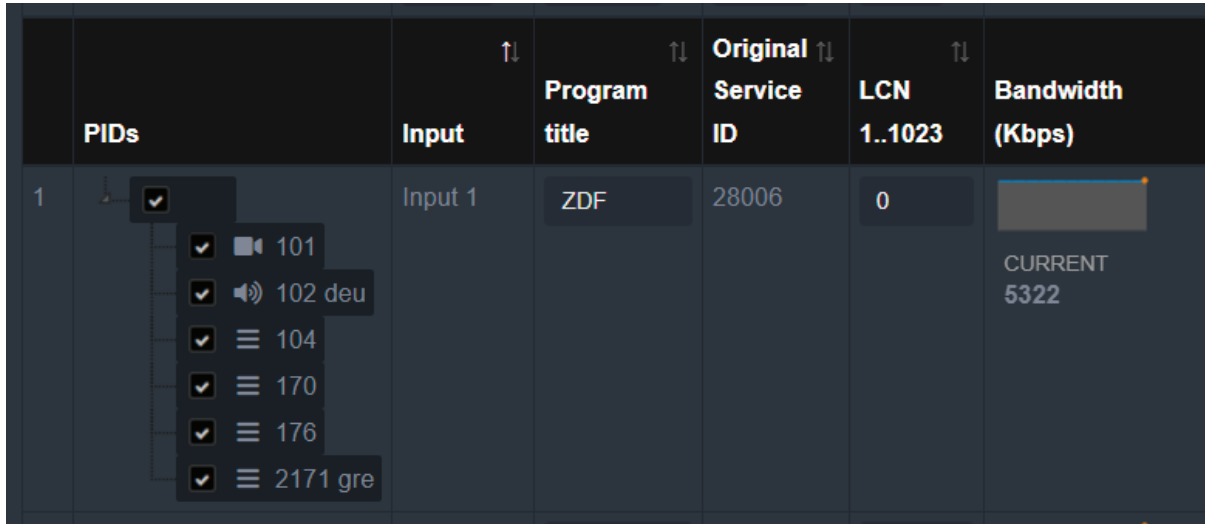 PIDs
Input
Program
title
Original
Service
ID
LCN
1..1023
Bandwidth
(Kbps)
1
Input 1
ZDF
28006
0
101
102 deu
104
170
176
2171 gre
CURRENT
5322